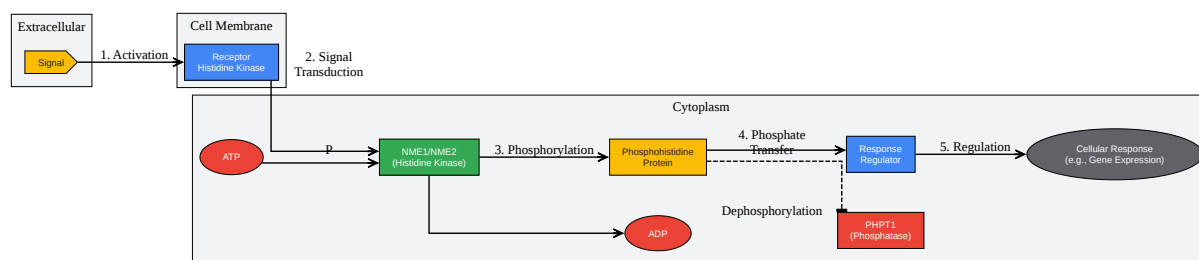 Extracellular
Signal
1. Activation
Cell Membrane
Receptor
Histidine Kinase
2. Signal
Transduction
Cytoplasm
ATP
P
NME1/NME2
(Histidine Kinase)
3. Phosphorylation
Phosphohistidine
Protein
4. Phosphate
Transfer
Response
Regulator
5. Regulation
Cellular Response
(e.g., Gene Expression)
Dephosphorylation
ADP
PHPT1
(Phosphatase)